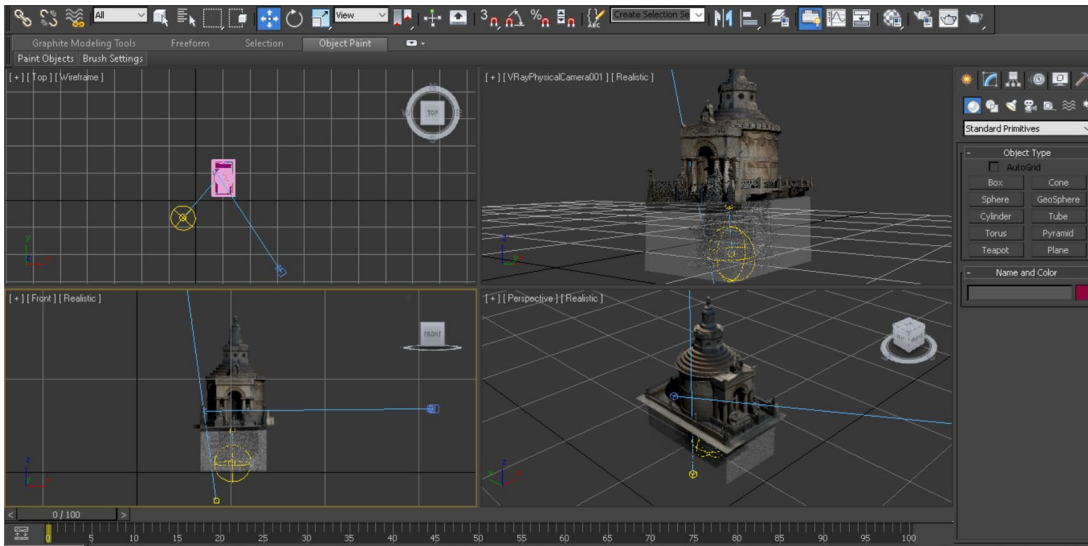 All
View
3
Create Selection Se
ABC
Graphite Modeling Tools
Freeform
Selection
Object Paint
Paint Objects
Brush Settings
[ + ] [ Top ] [ Wireframe ]
TOP
[ + ] [ VRayPhysicalCamera001 ] [ Realistic ]
Standard Primitives
- Object Type
AutoGrid
Box
Cone
Sphere
GeoSphere
Cylinder
Tube
Torus
Pyramid
Teapot
Plane
- Name and Color
[ + ] [ Front ] [ Realistic ]
FRONT
[ + ] [ Perspective ] [ Realistic ]
< 0 / 100 >
0 5 10 15 20 25 30 35 40 45 50 55 60 65 70 75 80 85 90 95 100